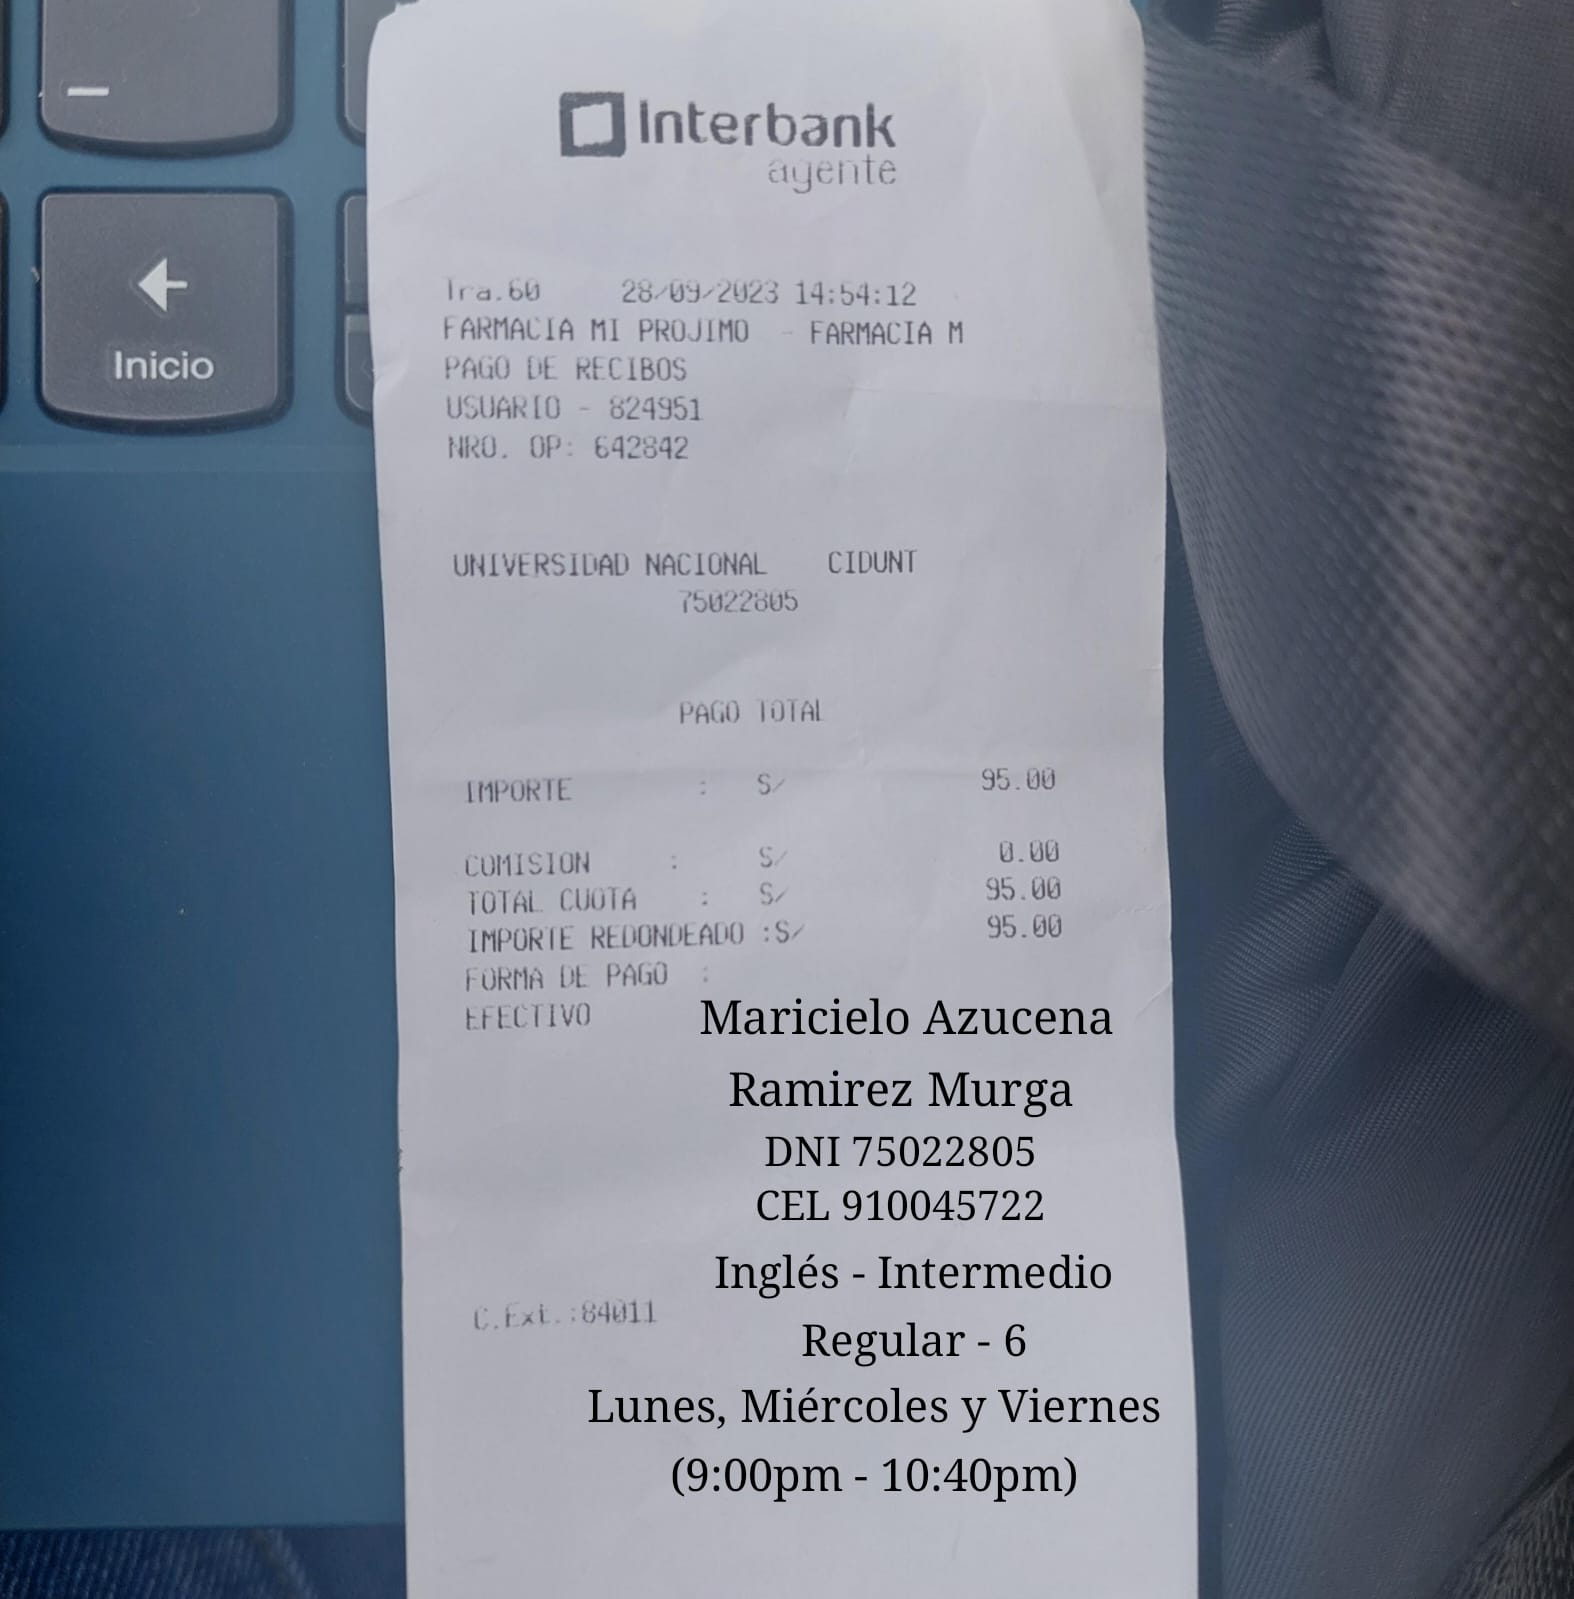 Interbank
agente
Inicio
Tra.60 28/09/2023 14:54:12
FARMACIA MI PROJIMO - FARMACIA M
PAGO DE RECIBOS
USUARIO - 824951
NRO. OP: 642842
UNIVERSIDAD NACIONAL CIDUNT
75022805
PAGO TOTAL
IMPORTE : S/ 95.00
COMISION : S/ 0.00
TOTAL CUOTA : S/ 95.00
IMPORTE REDONDEADO :S/ 95.00
FORMA DE PAGO :
EFECTIVO
Maricielo Azucena
Ramirez Murga
DNI 75022805
CEL 910045722
Inglés - Intermedio
C.Ext.:84011
Regular - 6
Lunes, Miércoles y Viernes
(9:00pm - 10:40pm)